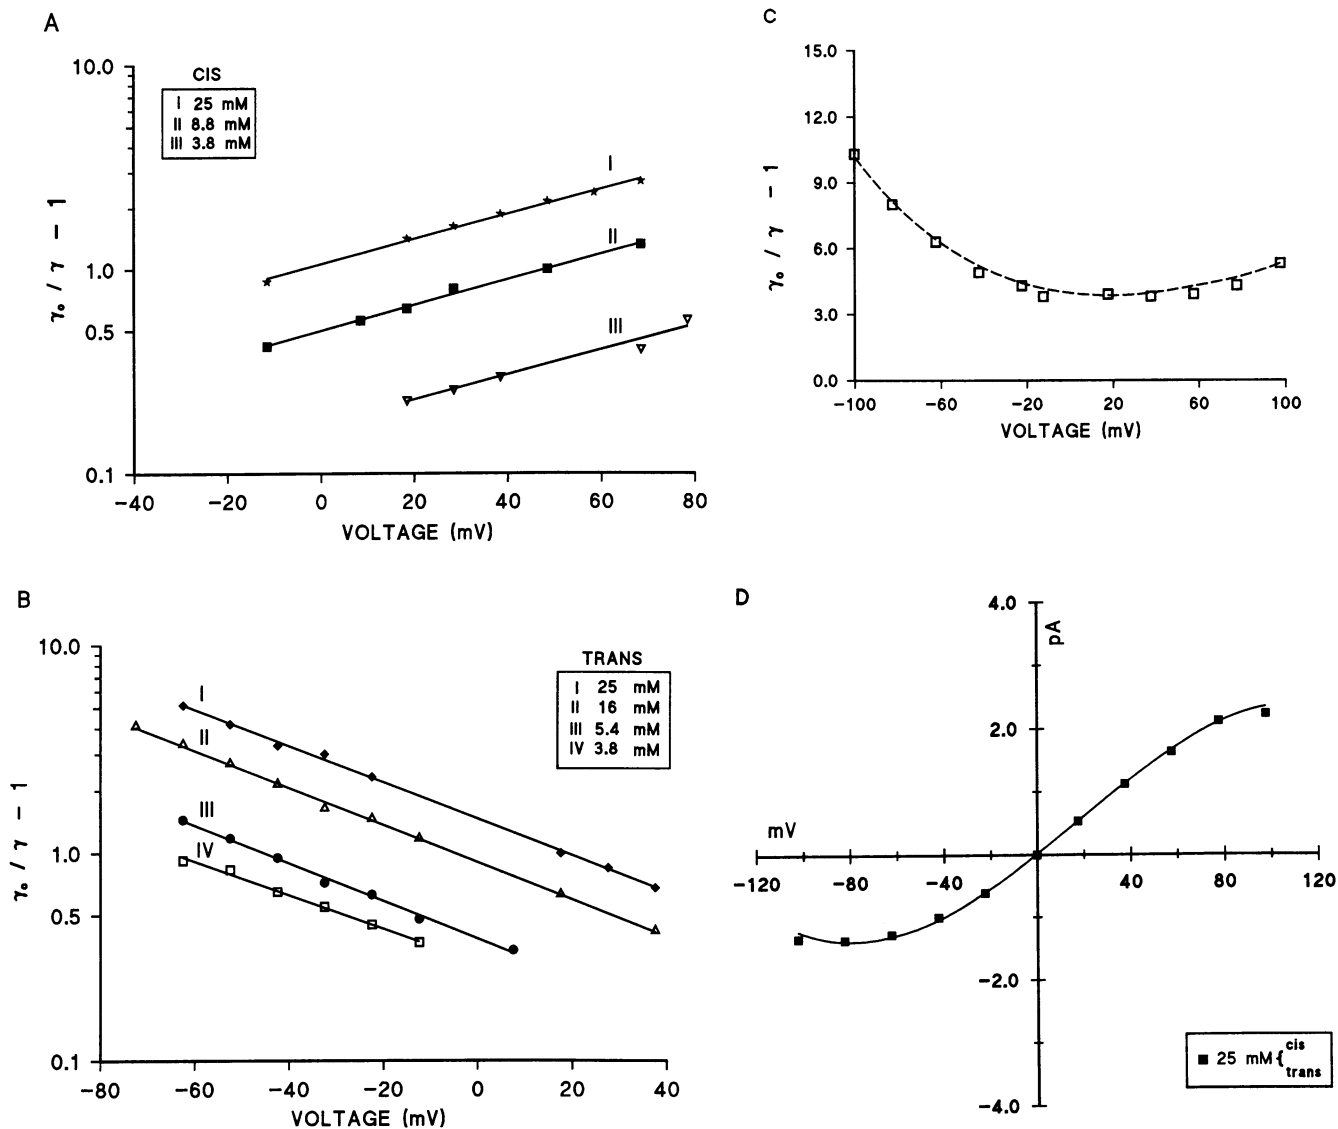 A
10.0
1.0
0.5
0.1
γ₀ / γ − 1
CIS
I 25 mM
II 8.8 mM
III 3.8 mM
I
II
III
−40 −20 0 20 40 60 80
VOLTAGE (mV)
C
15.0
12.0
9.0
6.0
3.0
0.0
γ₀ / γ − 1
−100 −60 −20 20 60 100
VOLTAGE (mV)
B
10.0
1.0
0.5
0.1
γ₀ / γ − 1
TRANS
I 25 mM
II 16 mM
III 5.4 mM
IV 3.8 mM
I
II
III
IV
−80 −60 −40 −20 0 20 40
VOLTAGE (mV)
D
4.0
pA
2.0
mV
−120 −80 −40 40 80 120
−2.0
−4.0
25 mM { cis
trans